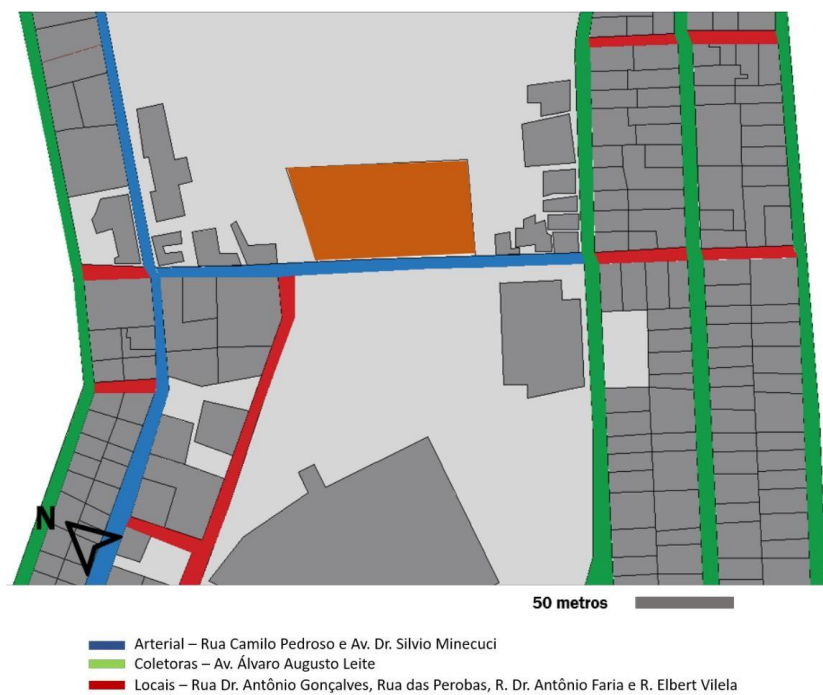 N
50 metros
Arterial – Rua Camilo Pedroso e Av. Dr. Silvio Minecuci
Coletoras – Av. Álvaro Augusto Leite
Locais – Rua Dr. Antônio Gonçalves, Rua das Perobas, R. Dr. Antônio Faria e R. Elbert Vilela